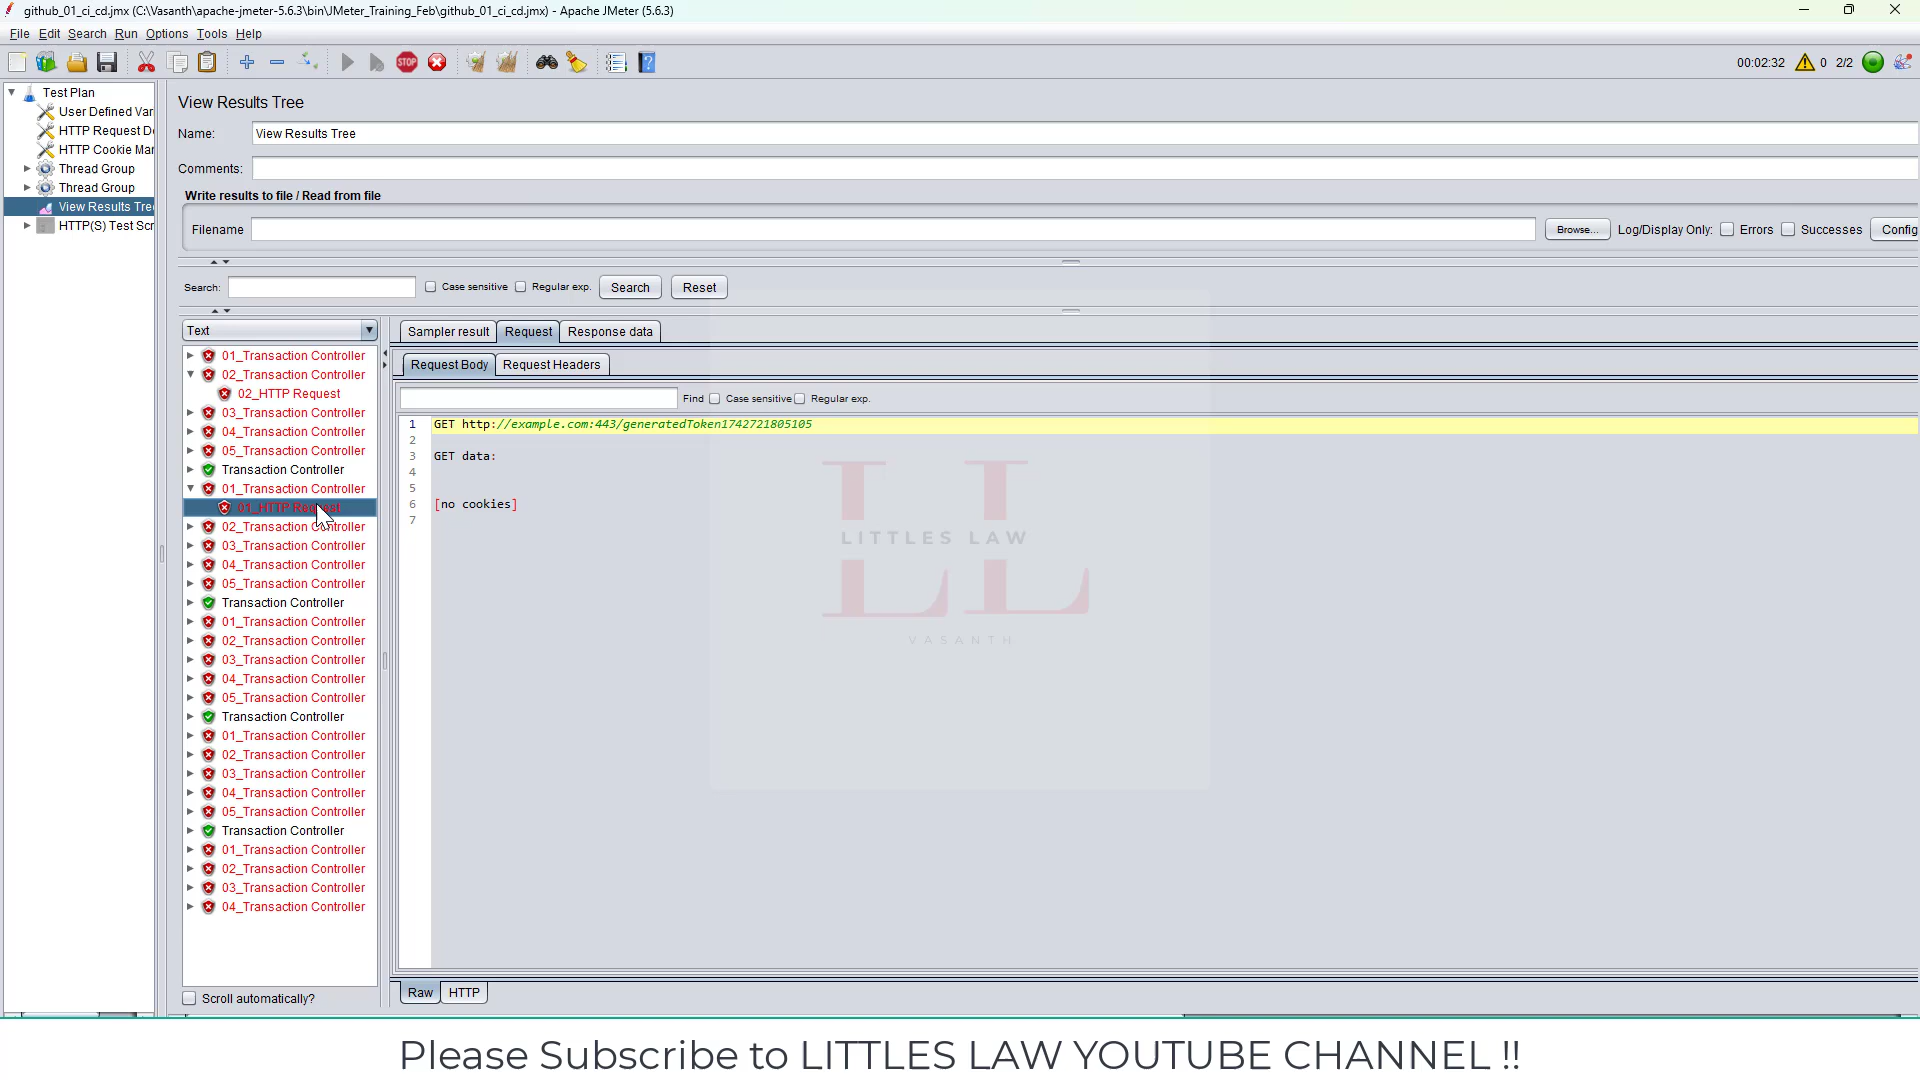 github_01_ci_cd.jmx (C:\Vasanth\apache-jmeter-5.6.3\bin\JMeter_Training_Feb\github_01_ci_cd.jmx) - Apache JMeter (5.6.3)
File Edit Search Run Options Tools Help
STOP
00:02:32 0 2/2
Test Plan
User Defined Var
HTTP Request D
HTTP Cookie Mar
Thread Group
Thread Group
View Results Tre
HTTP(S) Test Scr
View Results Tree
Name: View Results Tree
Comments:
Write results to file / Read from file
Filename Browse... Log/Display Only: Errors Successes Config
Search: Case sensitive Regular exp. Search Reset
Text
01_Transaction Controller
02_Transaction Controller
02_HTTP Request
03_Transaction Controller
04_Transaction Controller
05_Transaction Controller
Transaction Controller
01_Transaction Controller
01_HTTP Request
02_Transaction Controller
03_Transaction Controller
04_Transaction Controller
05_Transaction Controller
Transaction Controller
01_Transaction Controller
02_Transaction Controller
03_Transaction Controller
04_Transaction Controller
05_Transaction Controller
Transaction Controller
01_Transaction Controller
02_Transaction Controller
03_Transaction Controller
04_Transaction Controller
05_Transaction Controller
Transaction Controller
01_Transaction Controller
02_Transaction Controller
03_Transaction Controller
04_Transaction Controller
Scroll automatically?
Sampler result Request Response data
Request Body Request Headers
Find Case sensitive Regular exp.
1 GET http://example.com:443/generatedToken1742721805105
2
3 GET data:
4
5
6 [no cookies]
7
LITTLES LAW
LL
VASANTH
Raw HTTP
Please Subscribe to LITTLES LAW YOUTUBE CHANNEL !!